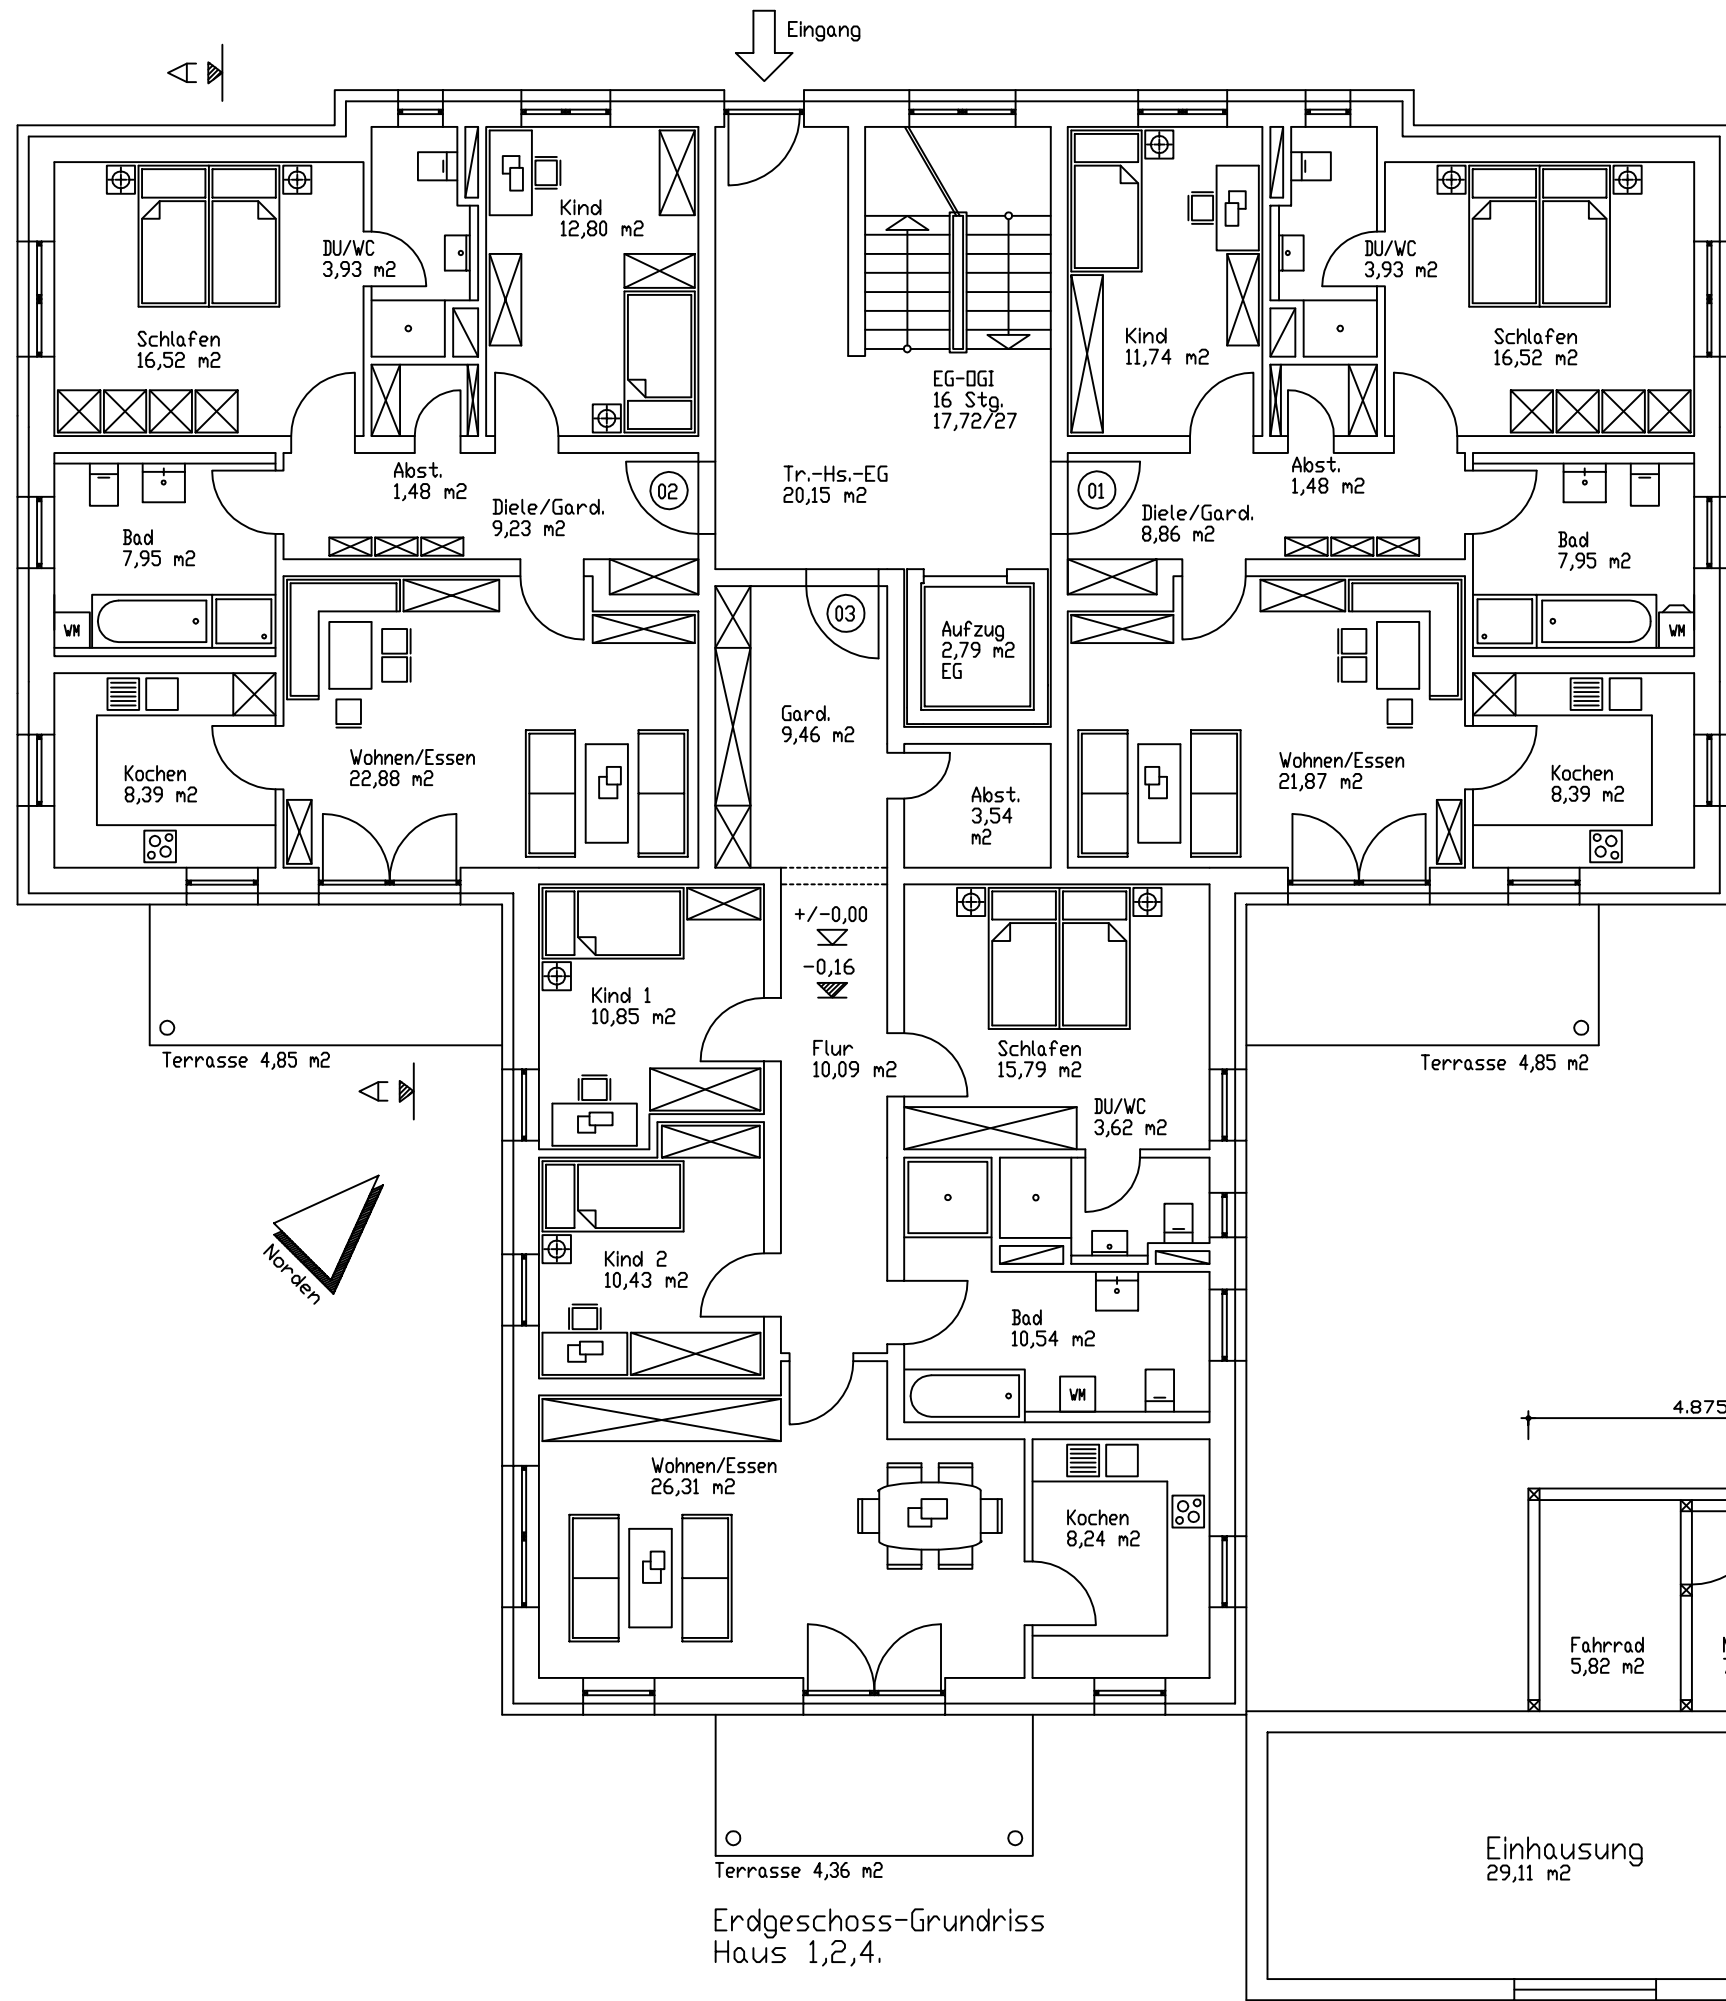 Eingang
Kind
12,80 m2
DU/WC
3,93 m2
Schlafen
16,52 m2
Kind
11,74 m2
DU/WC
3,93 m2
Schlafen
16,52 m2
EG-DGI
16 Stg.
17,72/27
Abst.
1,48 m2
Diele/Gard.
9,23 m2
02
Tr.-Hs.-EG
20,15 m2
01
Abst.
1,48 m2
Diele/Gard.
8,86 m2
Bad
7,95 m2
WM
Bad
7,95 m2
WM
03
Aufzug
2,79 m2
EG
Gard.
9,46 m2
Kochen
8,39 m2
Wohnen/Essen
22,88 m2
Abst.
3,54
m2
Wohnen/Essen
21,87 m2
Kochen
8,39 m2
+/-0,00
-0,16
Kind 1
10,85 m2
Flur
10,09 m2
Schlafen
15,79 m2
Terrasse 4,85 m2
Terrasse 4,85 m2
DU/WC
3,62 m2
Norden
Kind 2
10,43 m2
Bad
10,54 m2
WM
4.875
Wohnen/Essen
26,31 m2
Kochen
8,24 m2
Fahrrad
5,82 m2
Terrasse 4,36 m2
Einhausung
29,11 m2
Erdgeschoss-Grundriss
Haus 1,2,4.